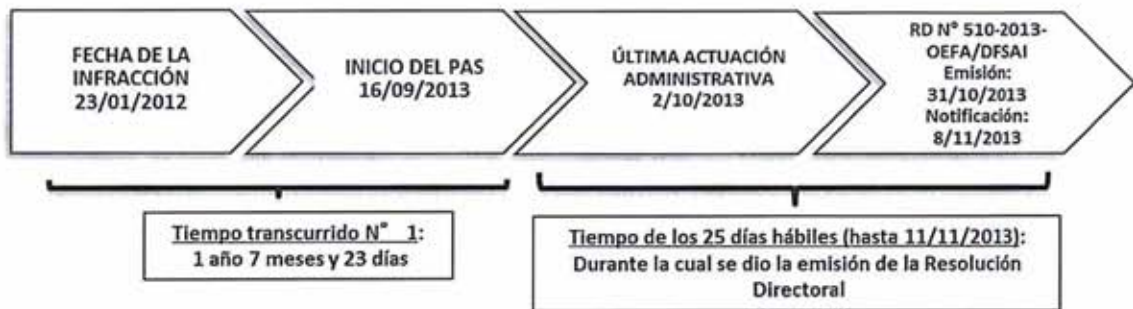 FECHA DE LA
INFRACCIÓN
23/01/2012
INICIO DEL PAS
16/09/2013
ÚLTIMA ACTUACIÓN
ADMINISTRATIVA
2/10/2013
RD N° 510-2013-
OEFA/DFSAI
Emisión:
31/10/2013
Notificación:
8/11/2013
Tiempo transcurrido N° 1:
1 año 7 meses y 23 días
Tiempo de los 25 días hábiles (hasta 11/11/2013):
Durante la cual se dio la emisión de la Resolución
Directoral